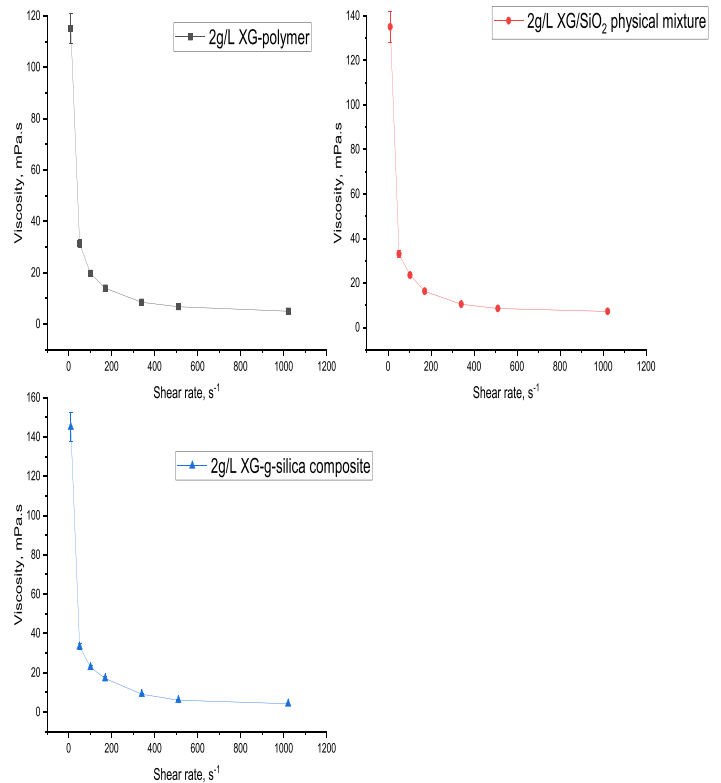 2g/L XG-polymer
Viscosity, mPa.s
120
100
80
60
40
20
0
0 200 400 600 800 1000 1200
Shear rate, s-1
2g/L XG/SiO2 physical mixture
Viscosity, mPa.s
140
120
100
80
60
40
20
0
0 200 400 600 800 1000 1200
Shear rate, s-1
2g/L XG-g-silica composite
Viscosity, mPa.s
160
140
120
100
80
60
40
20
0
0 200 400 600 800 1000 1200
Shear rate, s-1